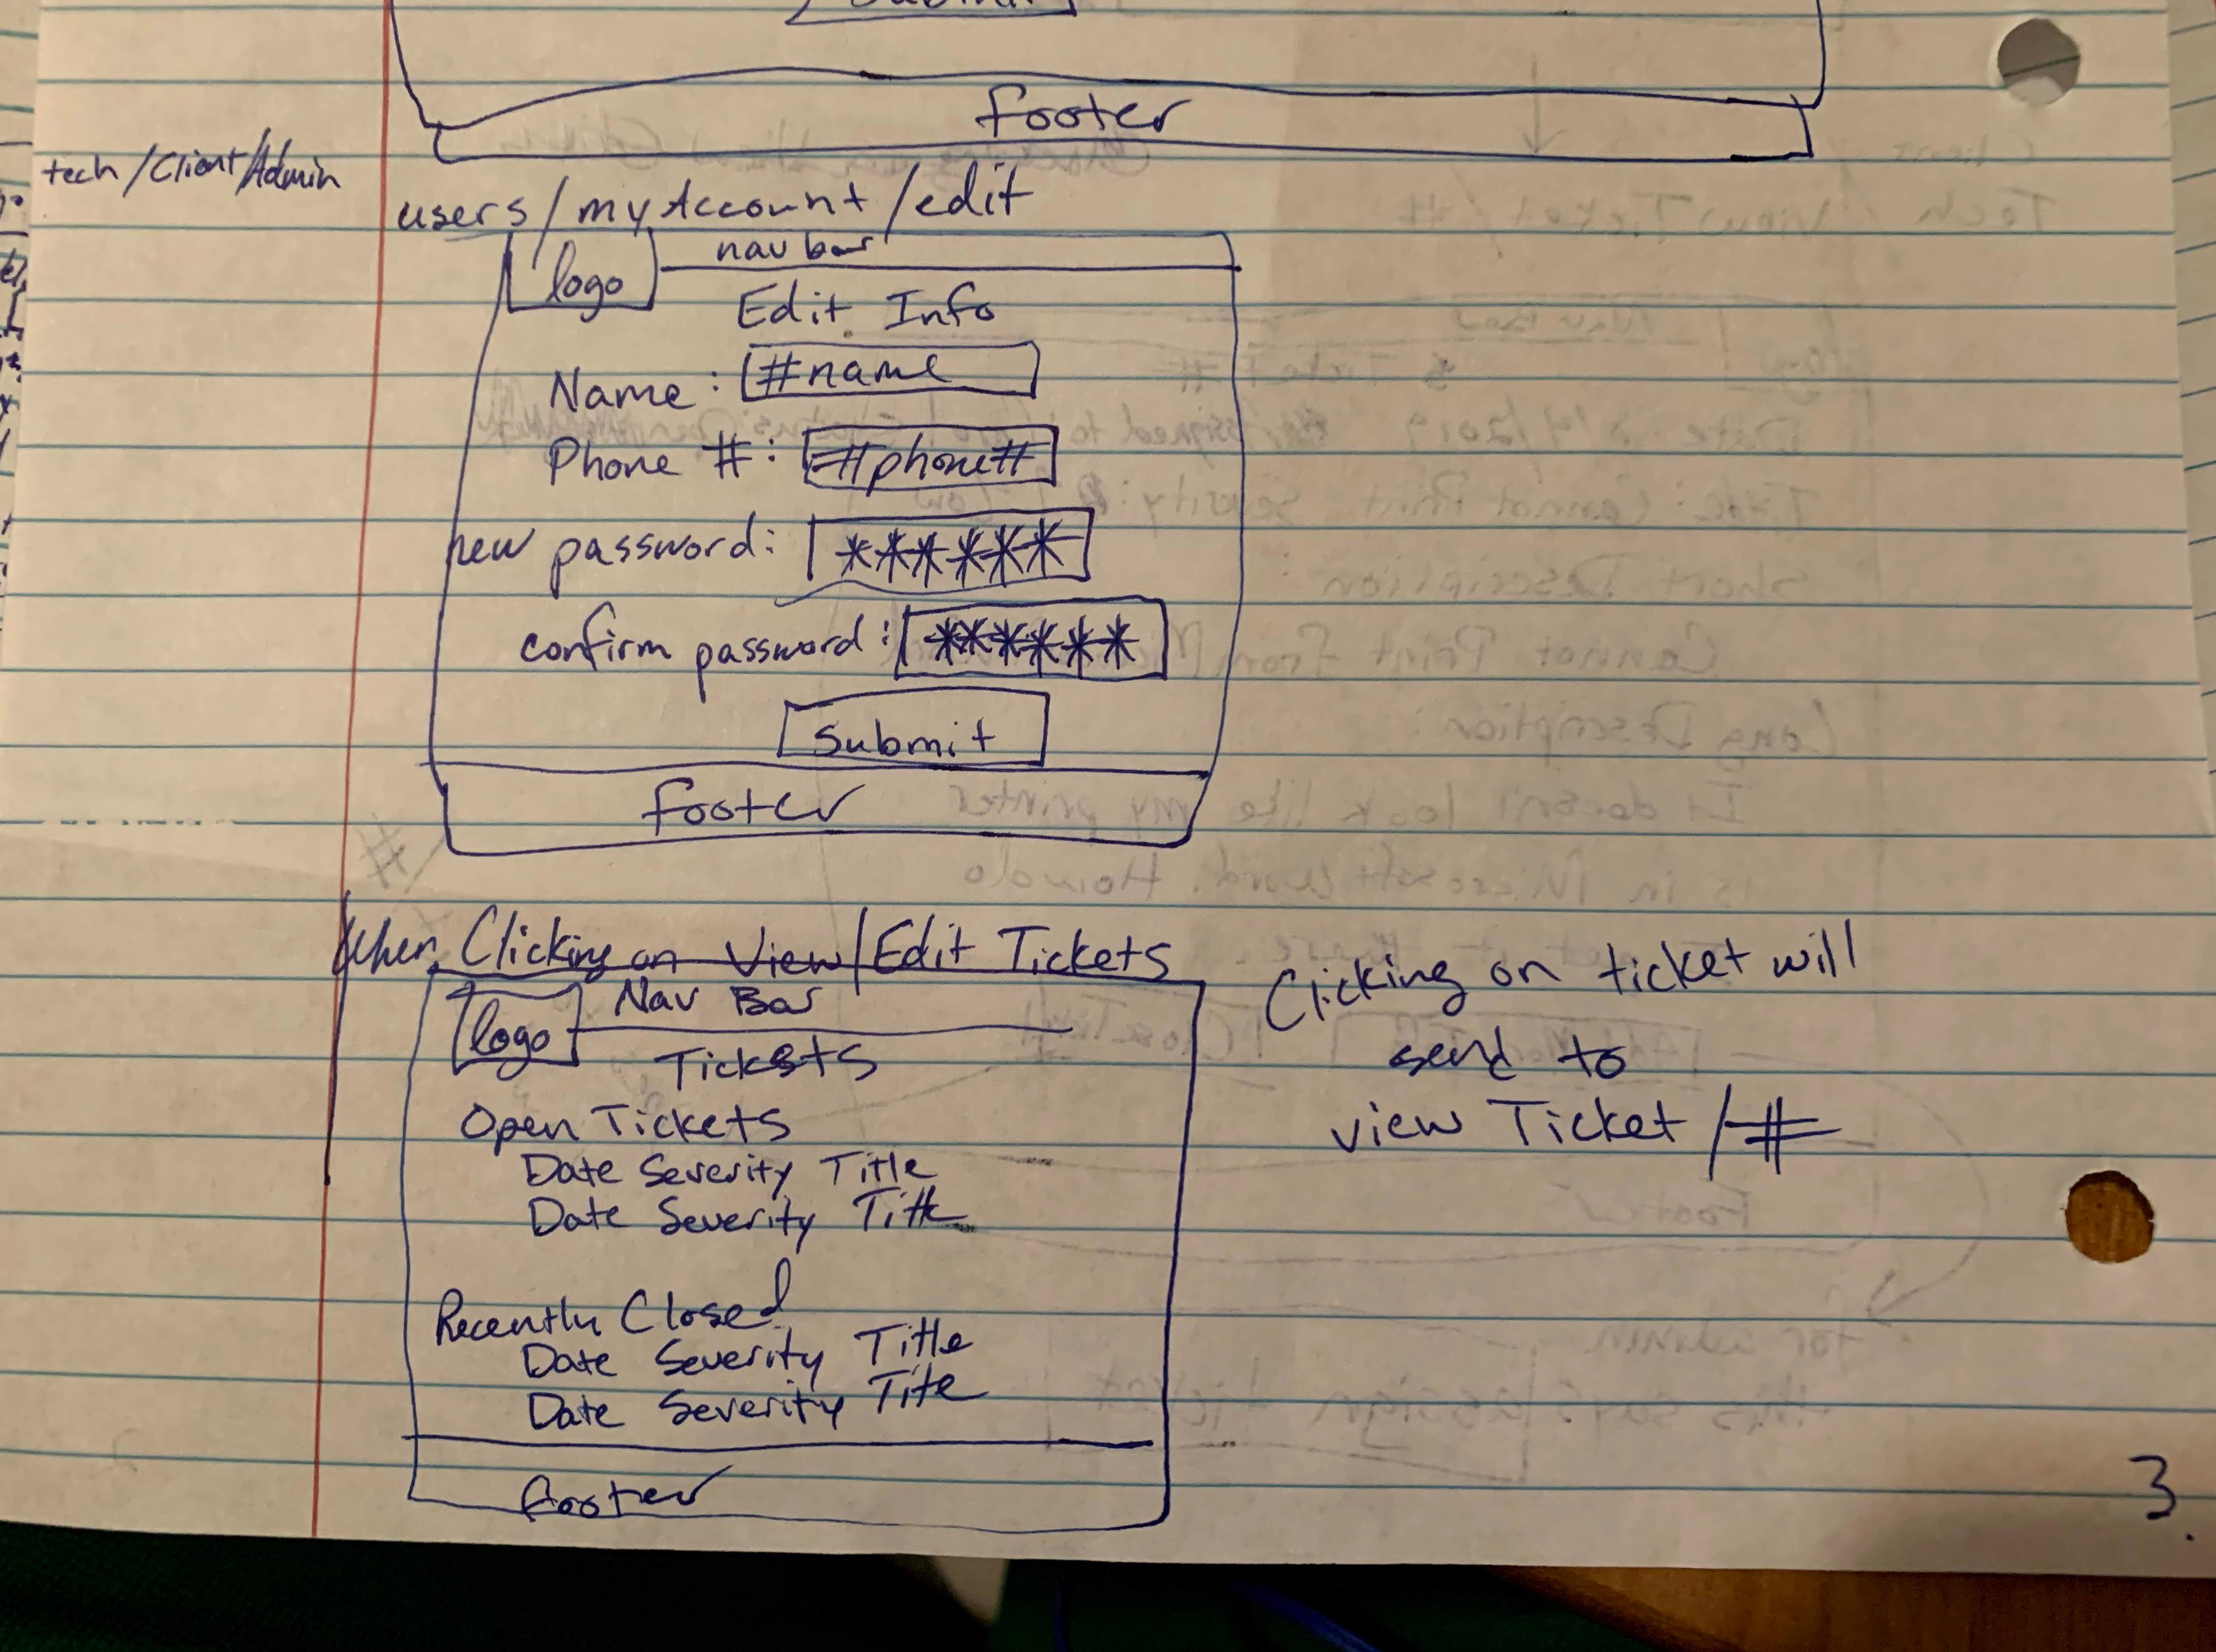 Submit
footer
tech/Client/Admin
users/myAccount/edit
logo
nav bar
Edit Info
Name: #name
Phone #: #phone#
new password: ******
confirm password: ******
submit
footer
When Clicking on View/Edit Tickets
logo
Nav Bar
Tickets
Open Tickets
Date Severity Title
Date Severity Title
Recently Closed
Date Severity Title
Date Severity Title
footer
Clicking on ticket will
send to
view Ticket/#
3.